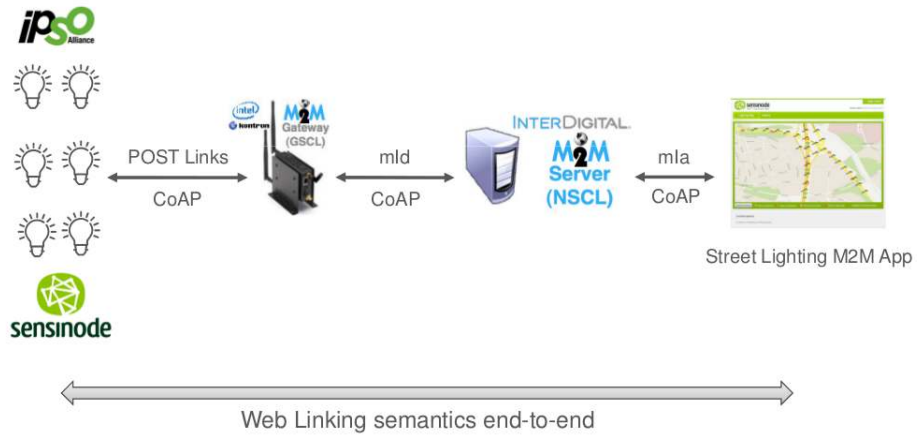 ipso
Alliance
intel
kontron
M2M
Gateway
(GSCL)
POST Links
CoAP
mId
CoAP
INTERDIGITAL.
M2M
Server
(NSCL)
mIa
CoAP
sensinode
Street Lighting M2M App
sensinode
Web Linking semantics end-to-end